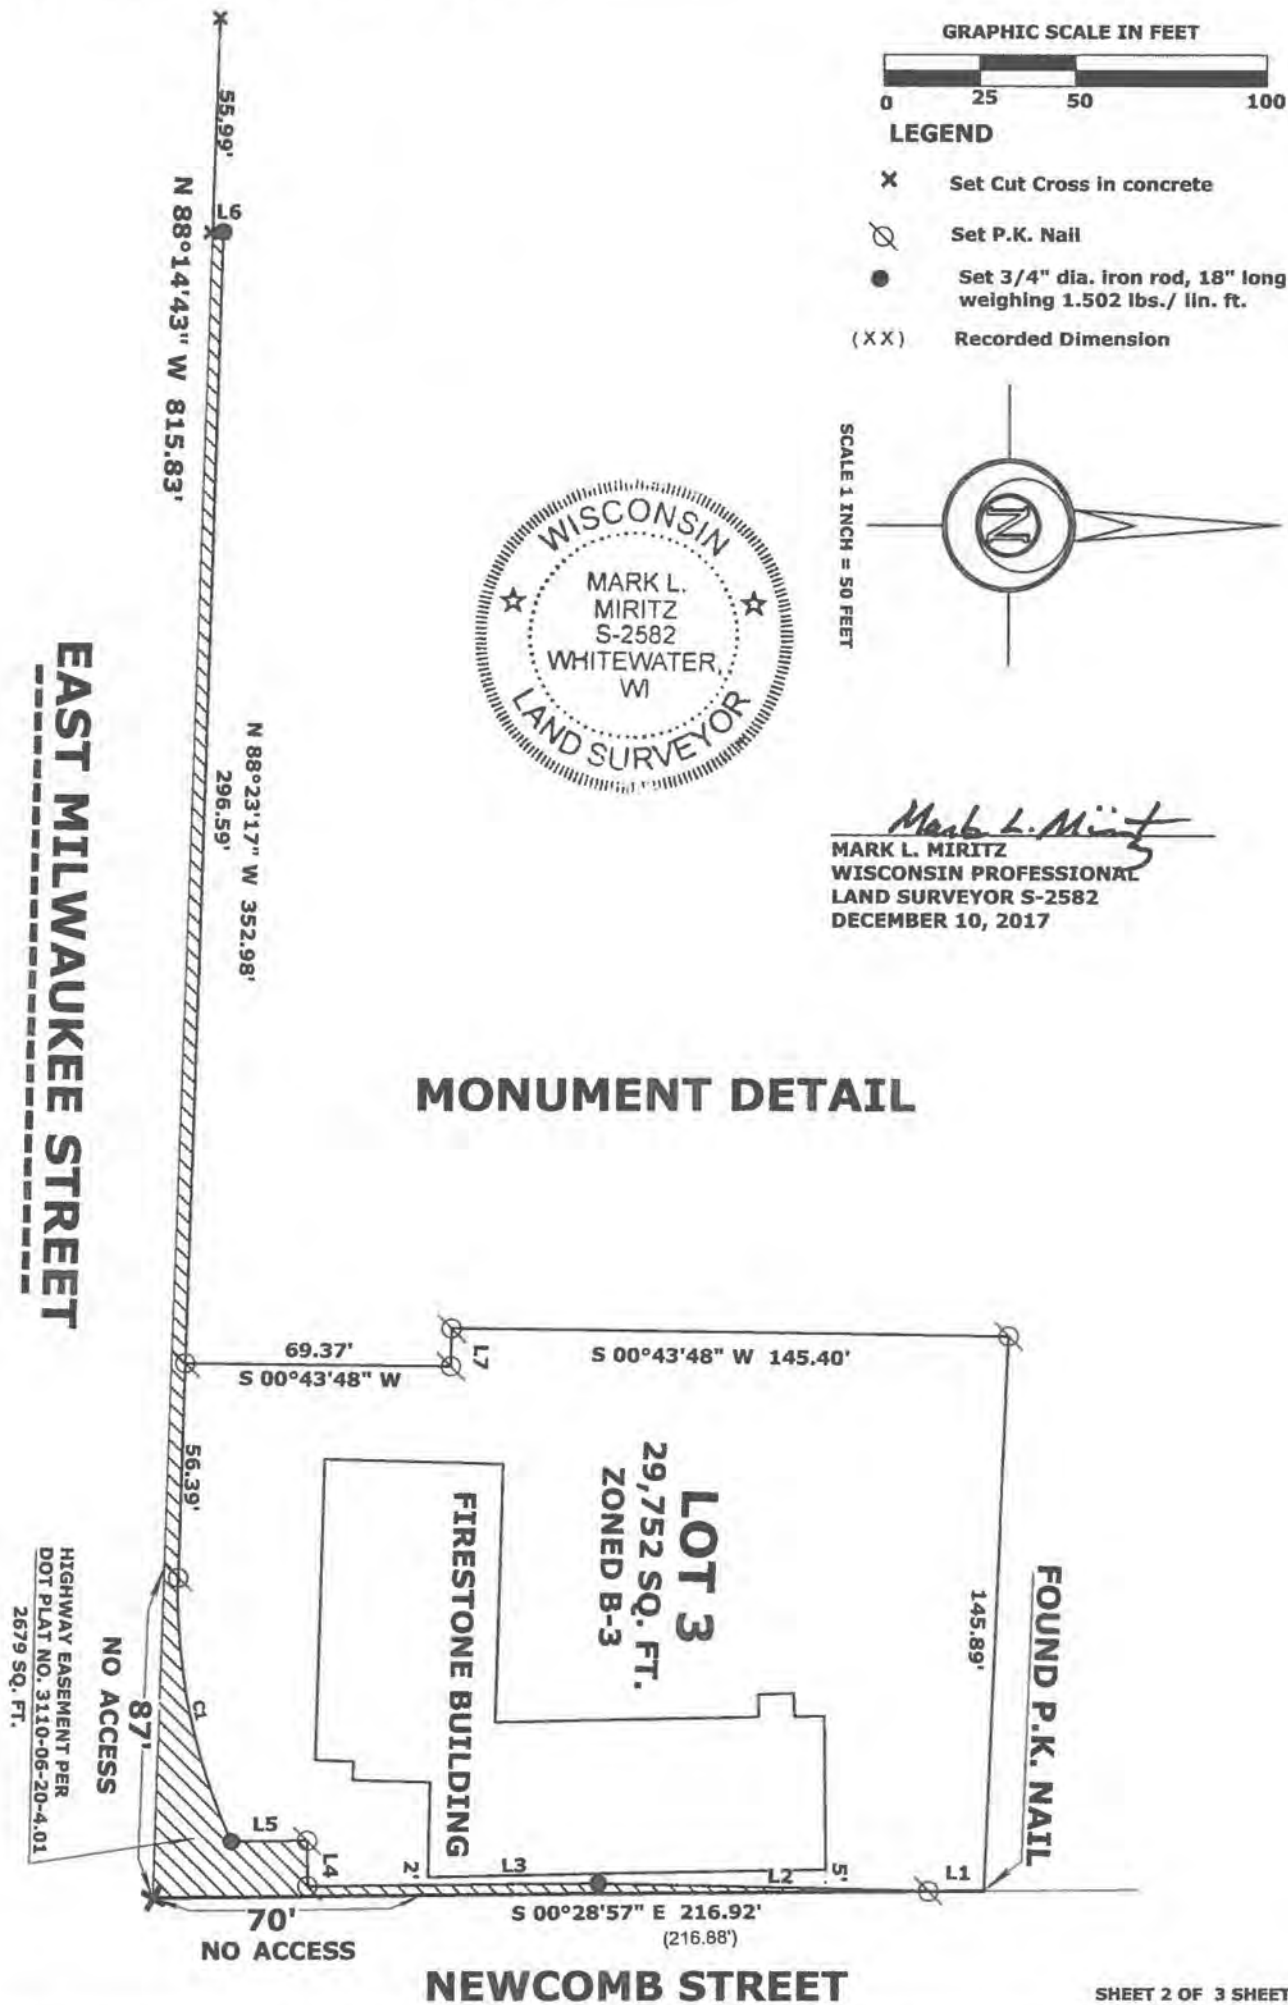 GRAPHIC SCALE IN FEET
0 25 50 100
LEGEND
Set Cut Cross in concrete
Set P.K. Nail
Set 3/4" dia. iron rod, 18" long
weighing 1.502 lbs./ lin. ft.
(XX) Recorded Dimension
SCALE 1 INCH = 50 FEET
N
WISCONSIN
MARK L.
MIRITZ
S-2582
WHITEWATER,
WI
LAND SURVEYOR
Mark L. Miritz
MARK L. MIRITZ
WISCONSIN PROFESSIONAL
LAND SURVEYOR S-2582
DECEMBER 10, 2017
55.99'
L6
N 88°14'43" W 815.83'
N 88°23'17" W 352.98'
296.59'
EAST MILWAUKEE STREET
MONUMENT DETAIL
69.37'
S 00°43'48" W
L7
S 00°43'48" W 145.40'
56.39'
LOT 3
29,752 SQ. FT.
ZONED B-3
FIRESTONE BUILDING
145.89'
FOUND P.K. NAIL
HIGHWAY EASEMENT PER
DOT PLAT NO. 3110-06-20-4.01
2679 SQ. FT.
NO ACCESS
87'
C1
L5
L4
2'
L3
L2
5'
L1
70'
NO ACCESS
S 00°28'57" E 216.92'
(216.88')
NEWCOMB STREET
SHEET 2 OF 3 SHEET